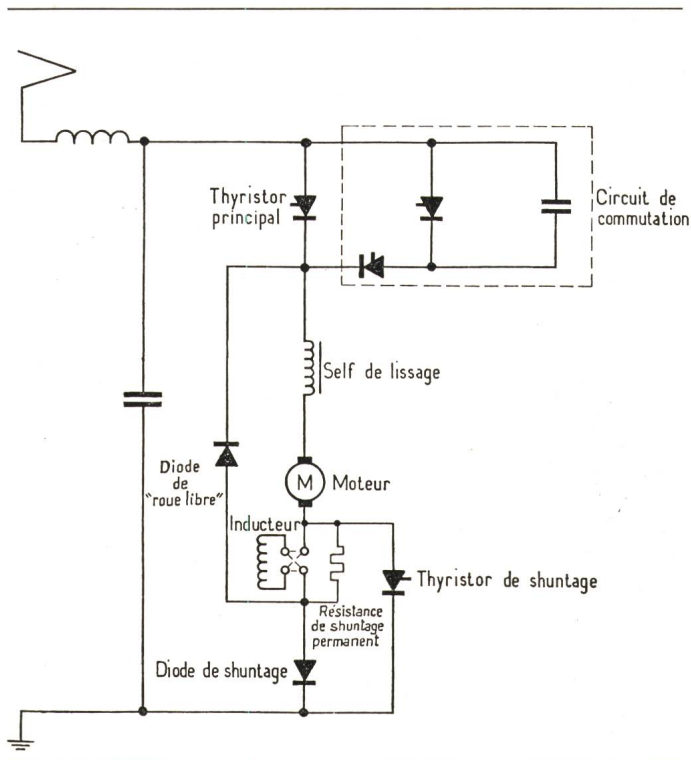 Thyristor
principal
Circuit de
commutation
Self de lissage
Diode
de
"roue libre"
M
Moteur
Inducteur
Thyristor de shuntage
Résistance
de shuntage
permanent
Diode de shuntage